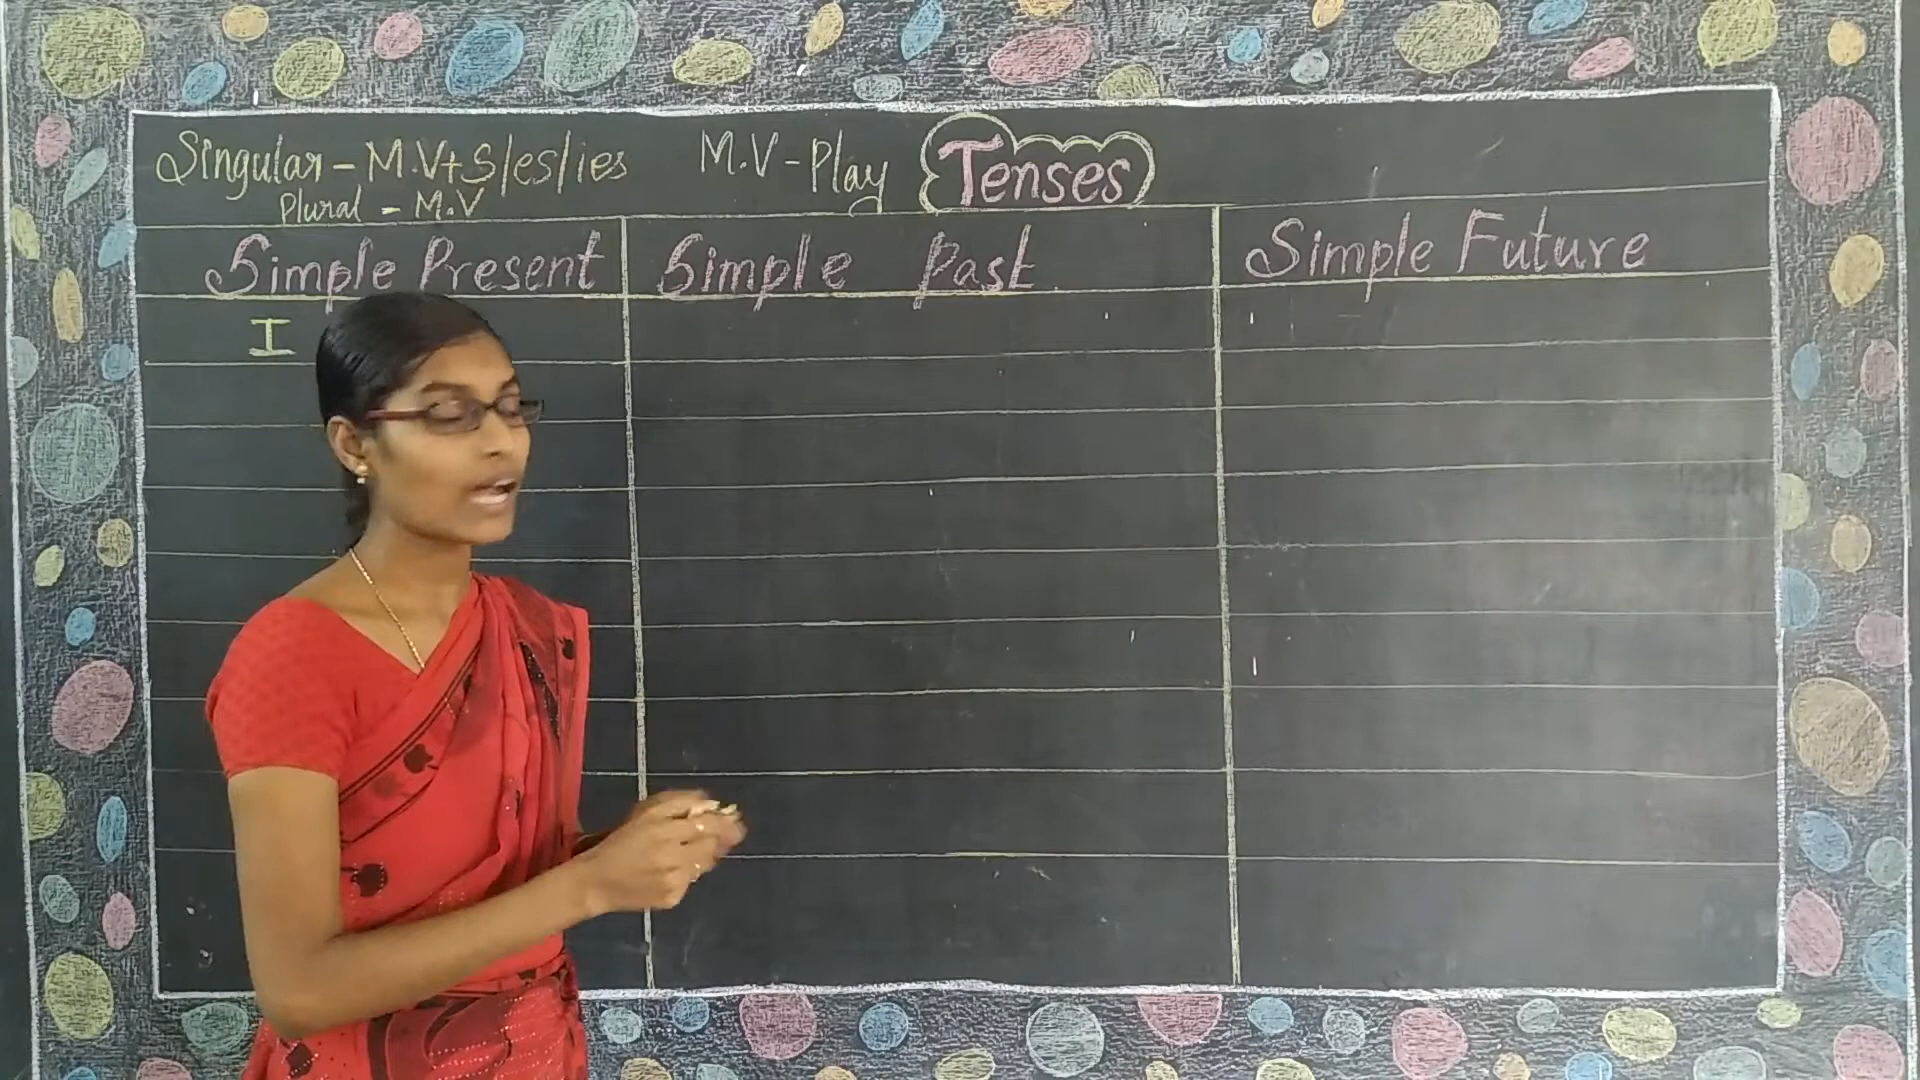 Singular - M.V+S/es/ies M.V - Play Tenses
Plural - M.V
Simple Present Simple Past Simple Future
I